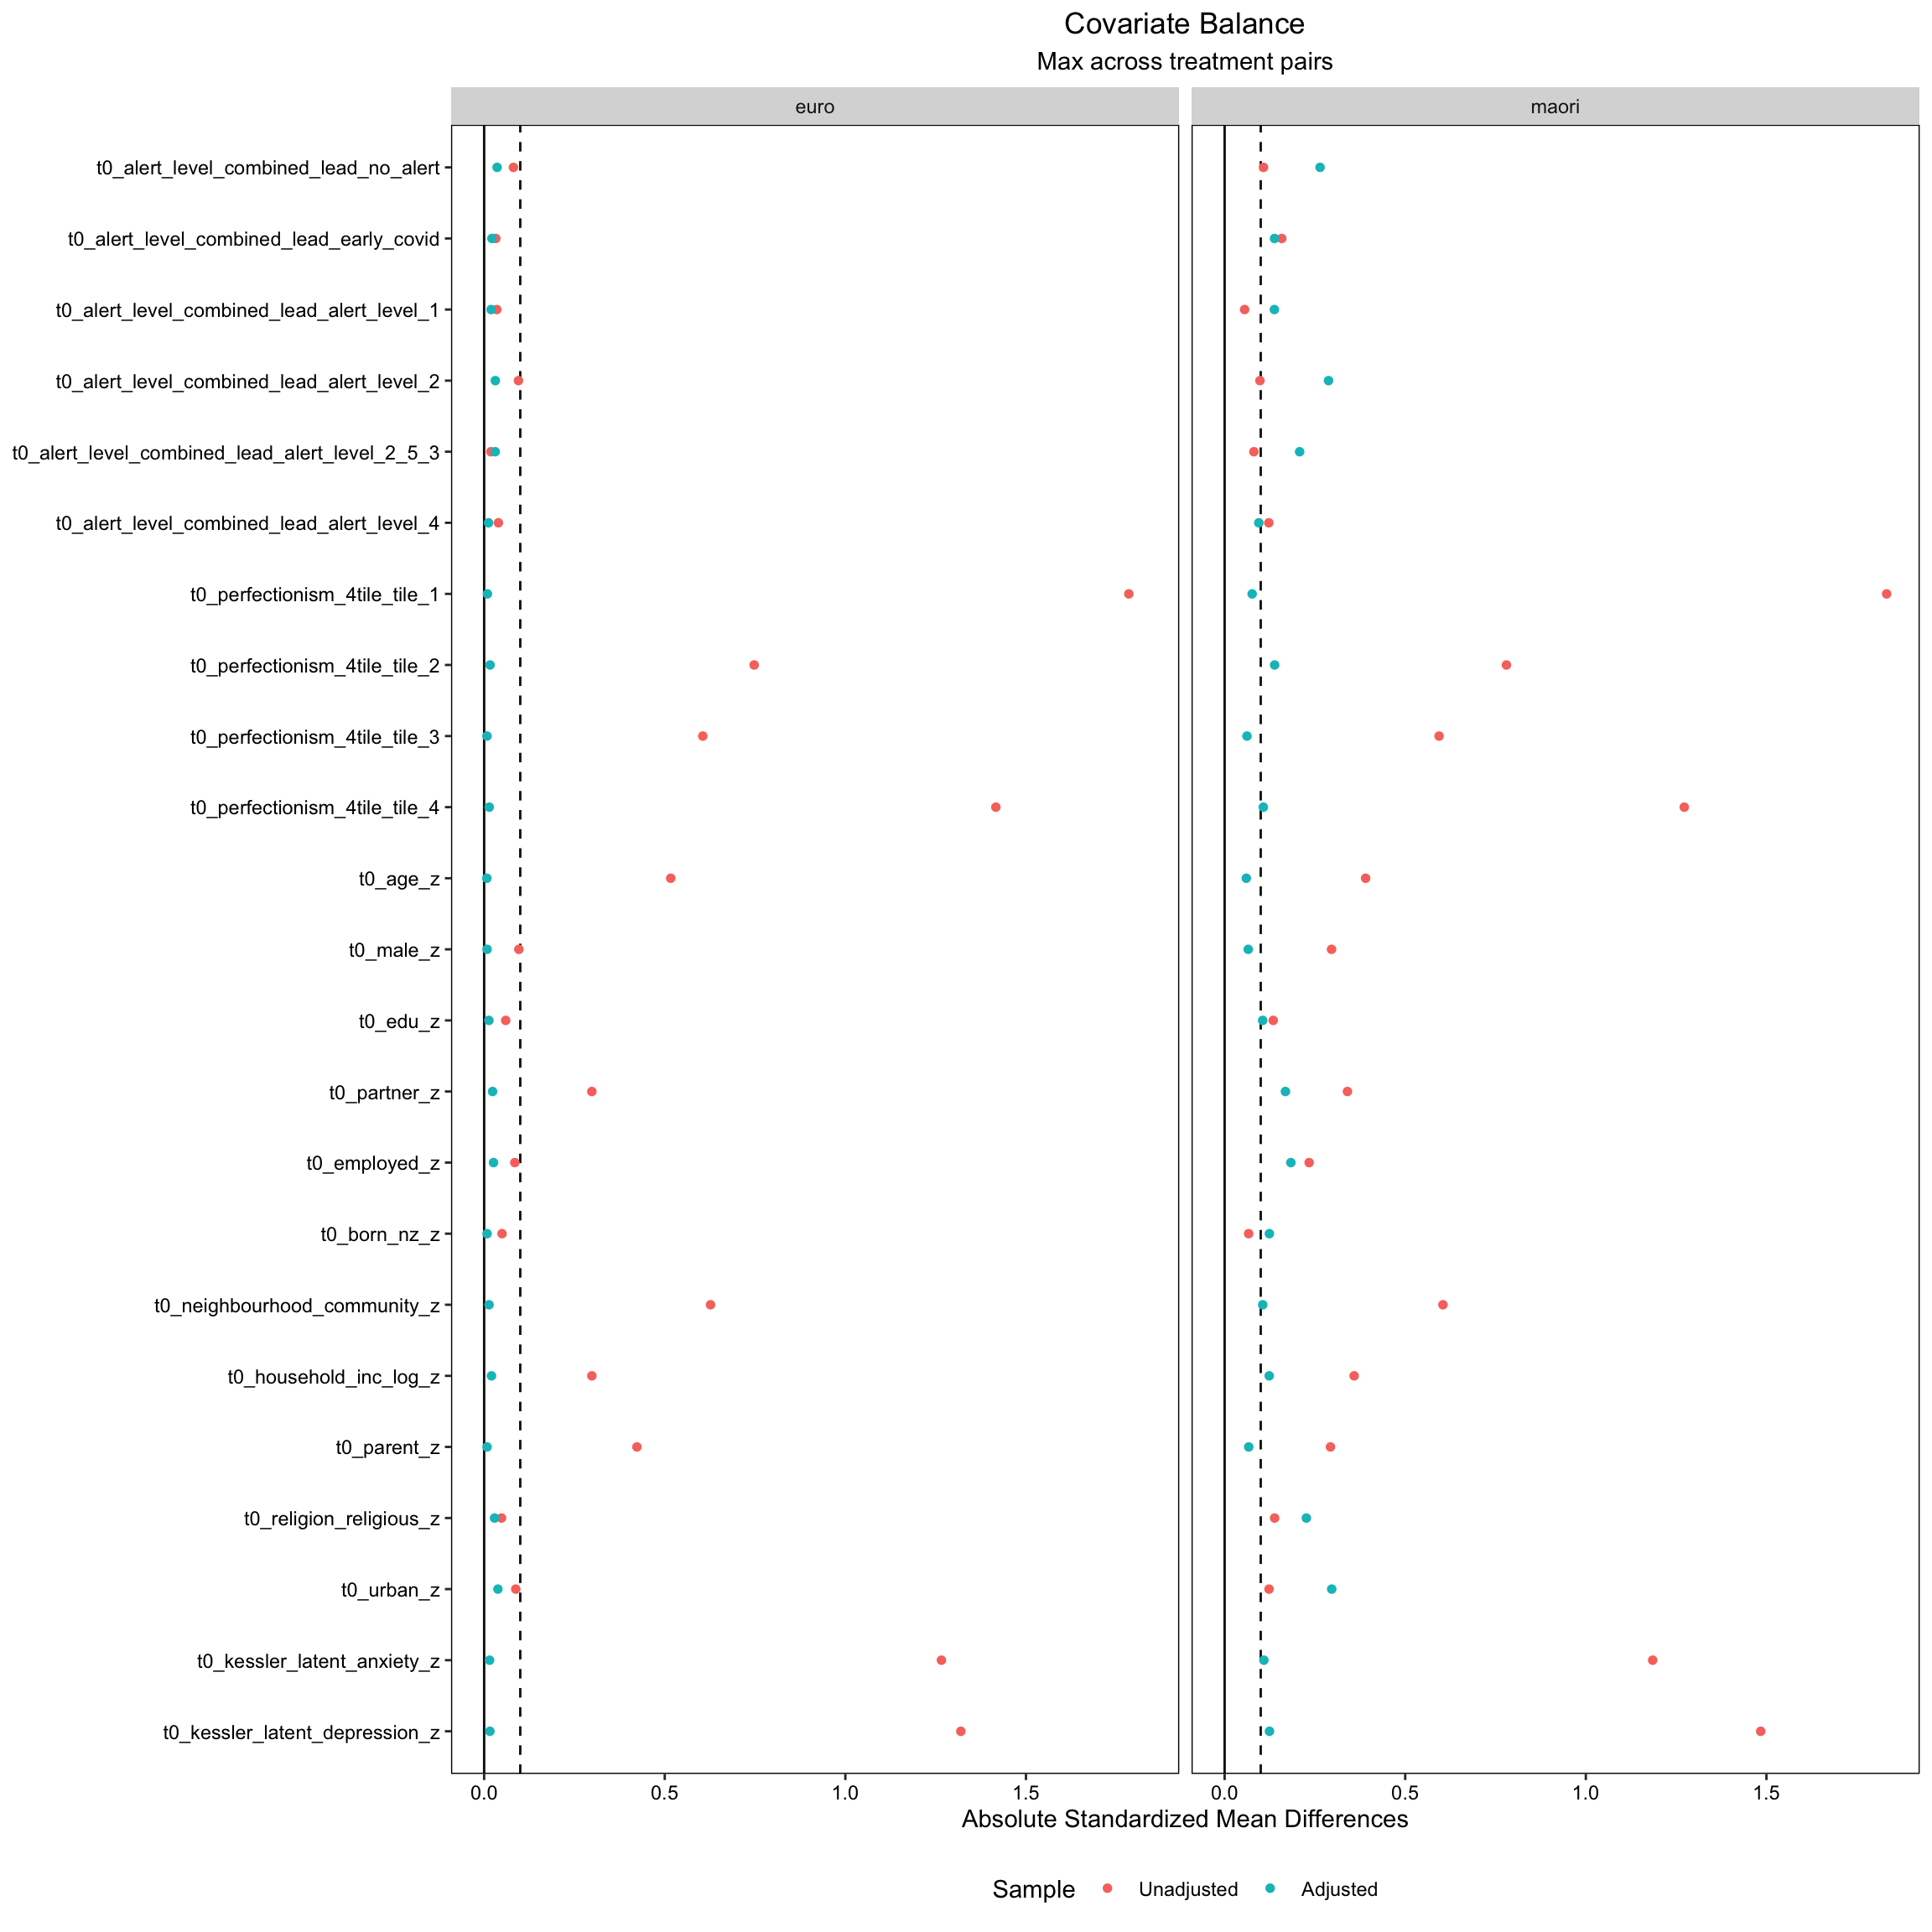 Covariate Balance
Max across treatment pairs
euro
maori
t0_alert_level_combined_lead_no_alert
t0_alert_level_combined_lead_early_covid
t0_alert_level_combined_lead_alert_level_1
t0_alert_level_combined_lead_alert_level_2
t0_alert_level_combined_lead_alert_level_2_5_3
t0_alert_level_combined_lead_alert_level_4
t0_perfectionism_4tile_tile_1
t0_perfectionism_4tile_tile_2
t0_perfectionism_4tile_tile_3
t0_perfectionism_4tile_tile_4
t0_age_z
t0_male_z
t0_edu_z
t0_partner_z
t0_employed_z
t0_born_nz_z
t0_neighbourhood_community_z
t0_household_inc_log_z
t0_parent_z
t0_religion_religious_z
t0_urban_z
t0_kessler_latent_anxiety_z
t0_kessler_latent_depression_z
0.0 0.5 1.0 1.5
0.0 0.5 1.0 1.5
Absolute Standardized Mean Differences
Sample Unadjusted Adjusted